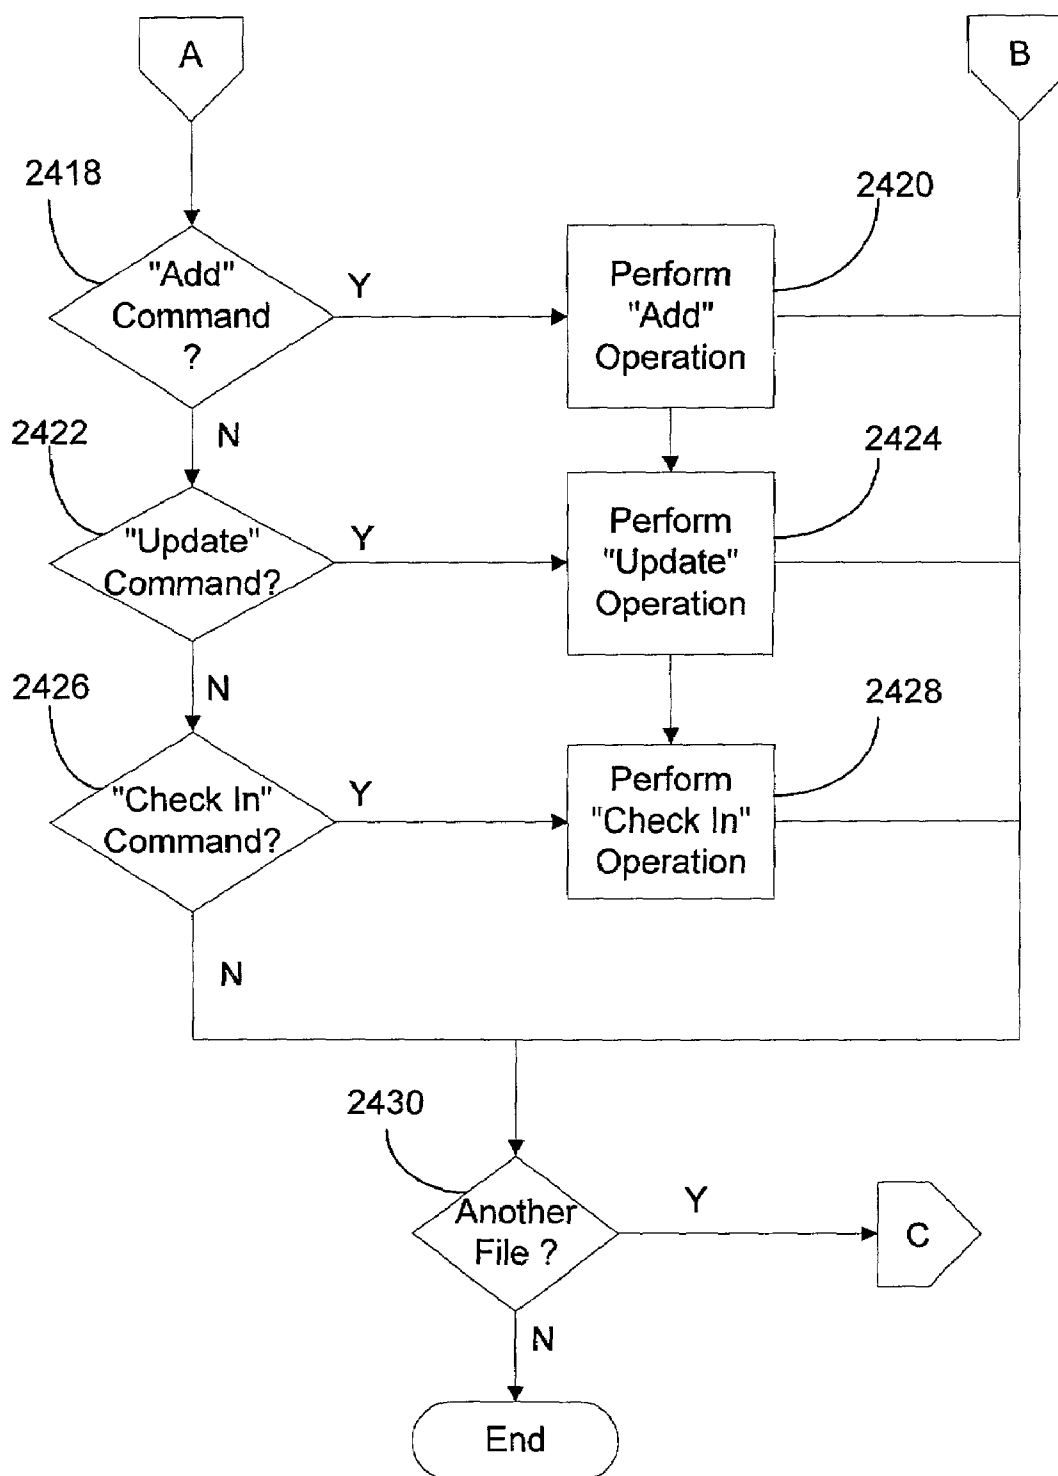 A
B
2418
2420
"Add"
Command
?
Y
Perform
"Add"
Operation
N
2422
2424
"Update"
Command?
Y
Perform
"Update"
Operation
N
2426
2428
"Check In"
Command?
Y
Perform
"Check In"
Operation
N
2430
Another
File ?
Y
C
N
End